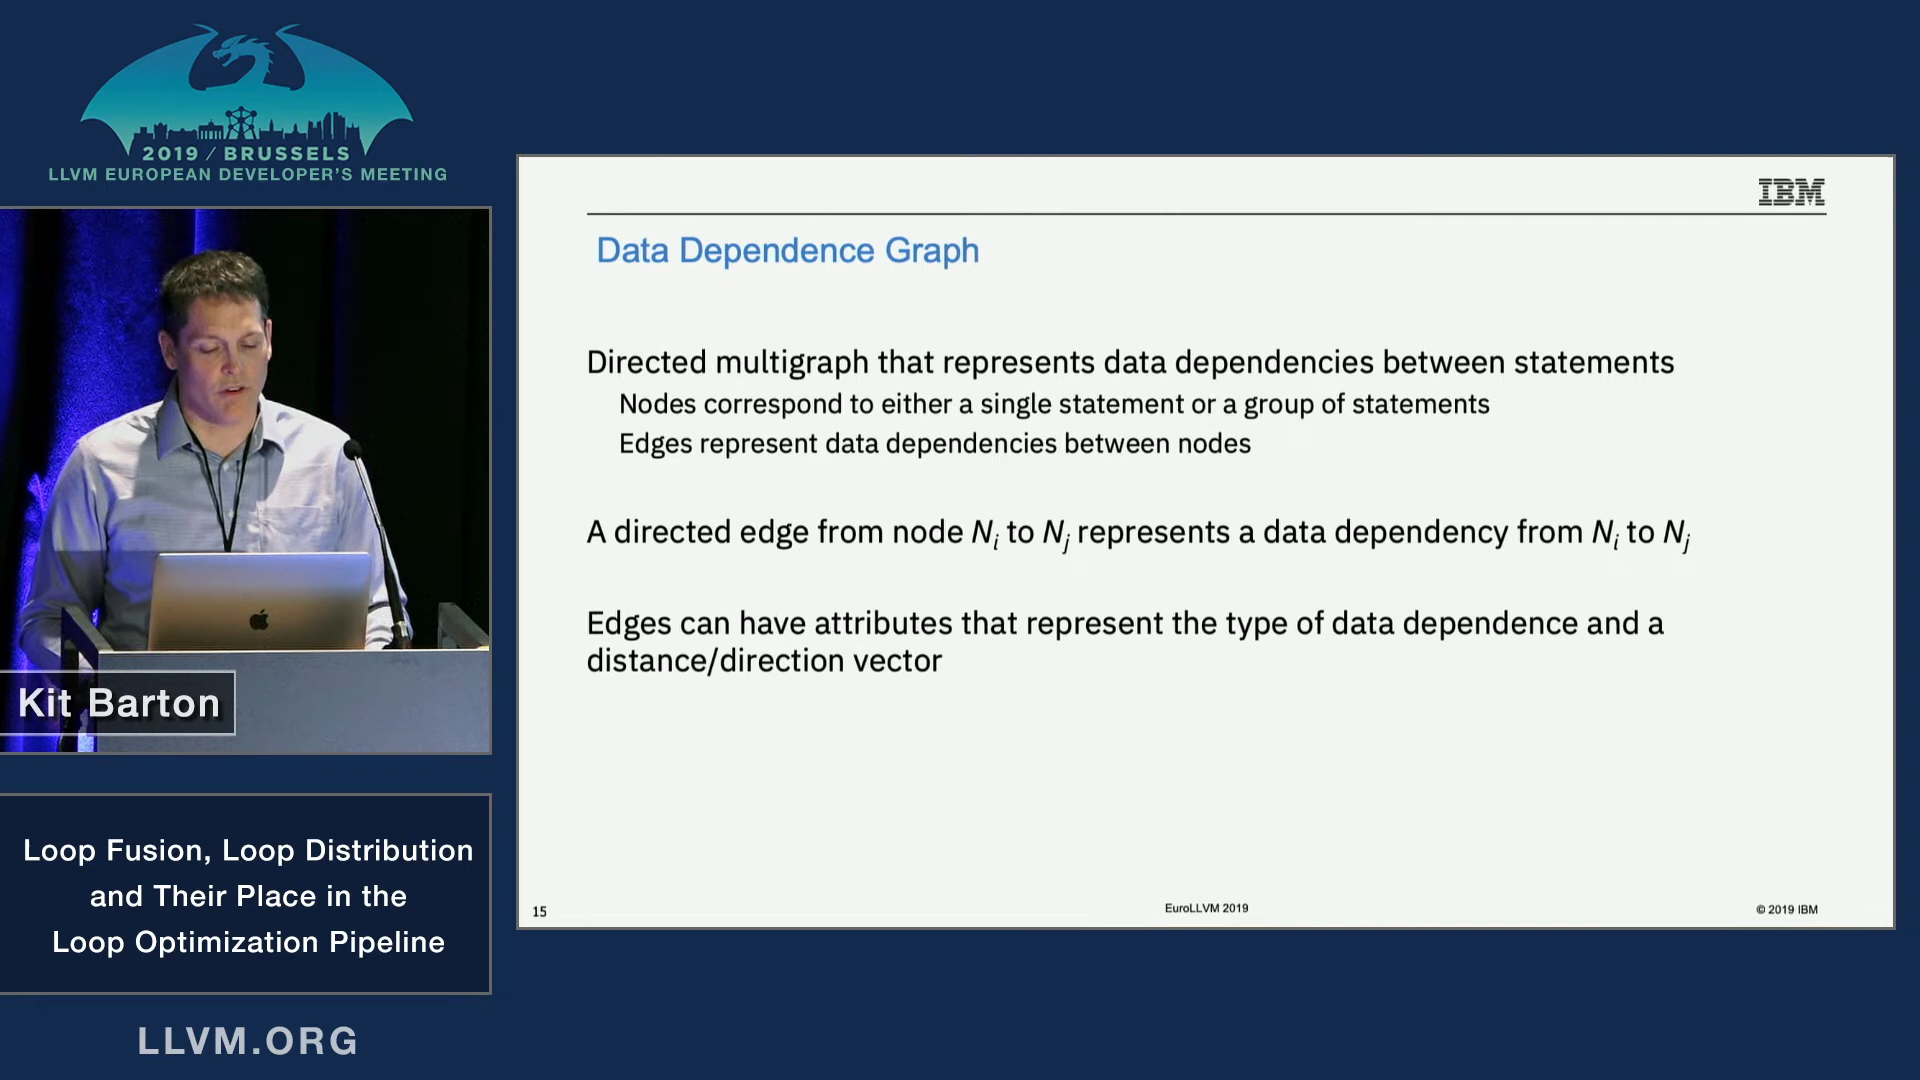 2019 / BRUSSELS
LLVM EUROPEAN DEVELOPER'S MEETING
Kit Barton
Loop Fusion, Loop Distribution
and Their Place in the
Loop Optimization Pipeline
LLVM.ORG
IBM
Data Dependence Graph
Directed multigraph that represents data dependencies between statements
Nodes correspond to either a single statement or a group of statements
Edges represent data dependencies between nodes
A directed edge from node Ni to Nj represents a data dependency from Ni to Nj
Edges can have attributes that represent the type of data dependence and a
distance/direction vector
15
EuroLLVM 2019
© 2019 IBM